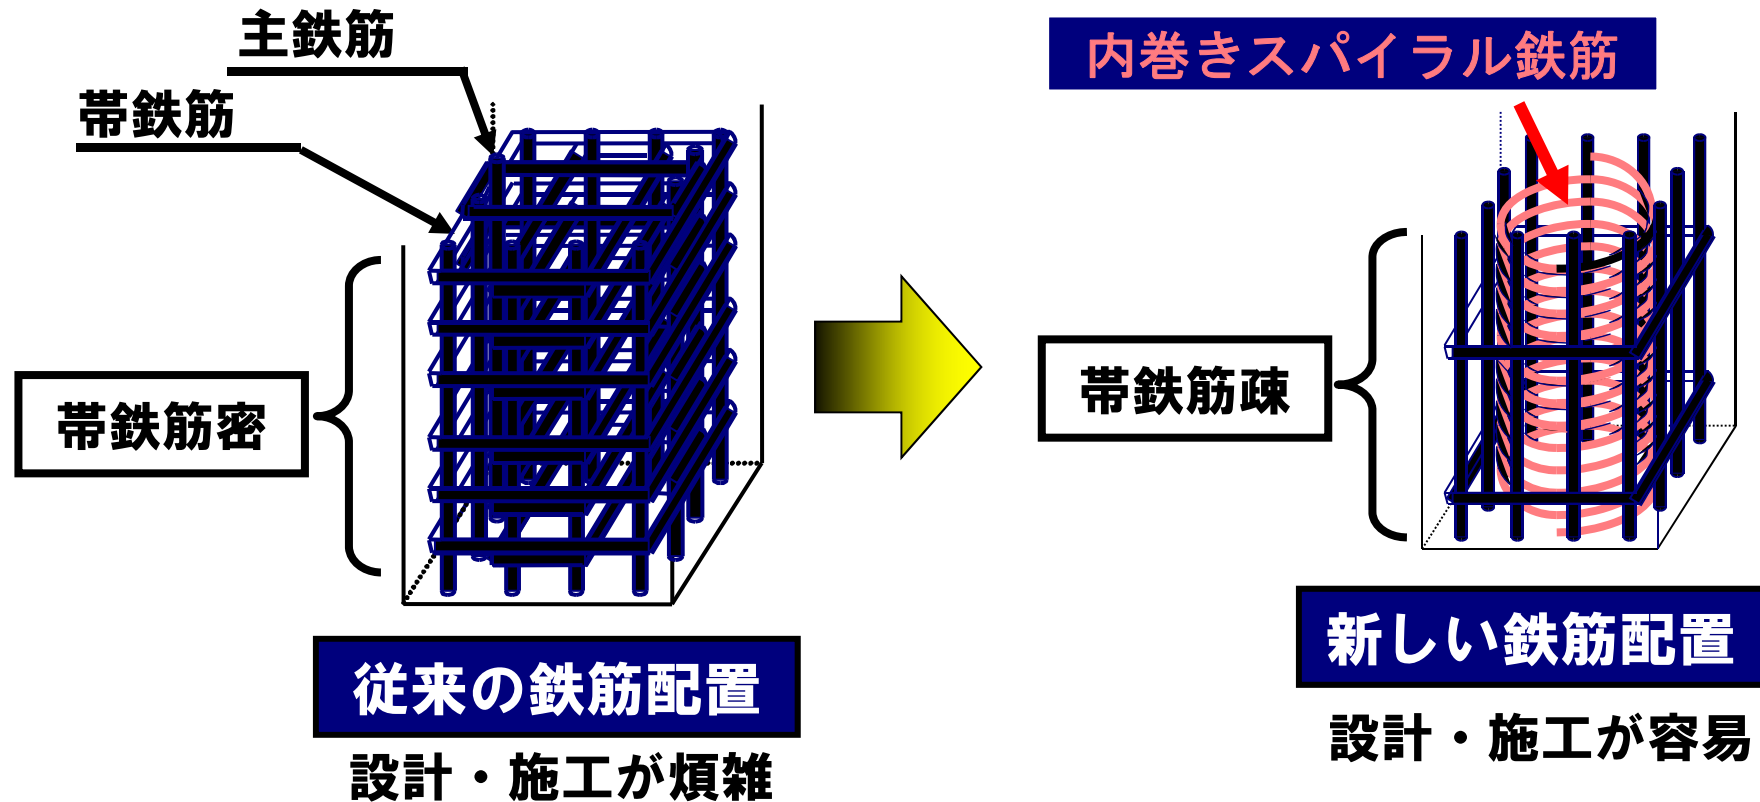 主鉄筋
帯鉄筋
帯鉄筋密
従来の鉄筋配置
設計・施工が煩雑
内巻きスパイラル鉄筋
帯鉄筋疎
新しい鉄筋配置
設計・施工が容易